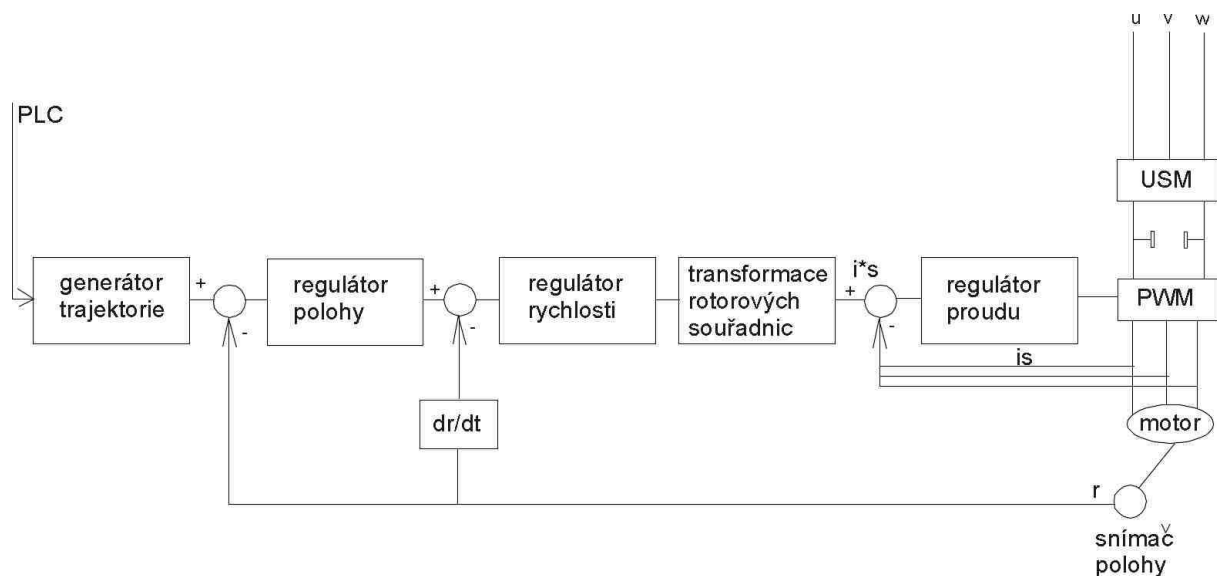 u v w
PLC
USM
generátor
trajektorie
+
-
regulátor
polohy
+
-
regulátor
rychlosti
transformace
rotorových
souřadnic
i*s
+
-
regulátor
proudu
PWM
is
dr/dt
motor
r
snímač
polohy